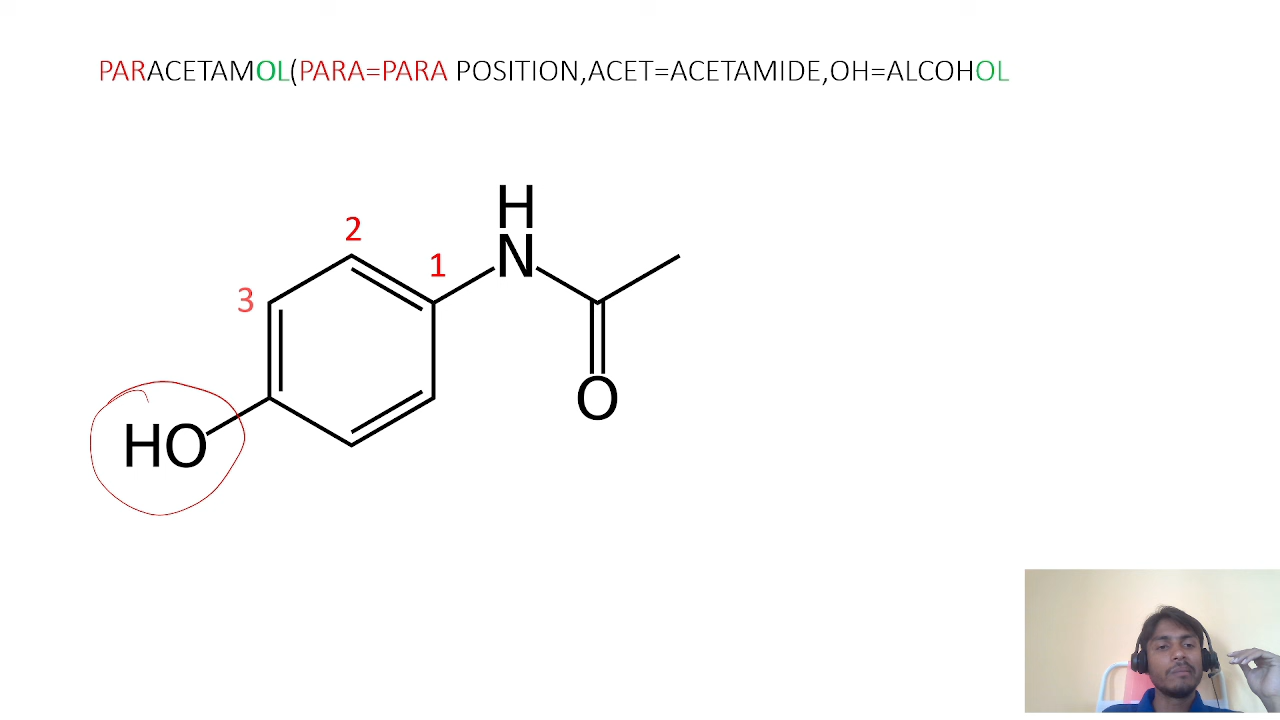 PARACETAMOL(PARA=PARA POSITION,ACET=ACETAMIDE,OH=ALCOHOL
H
N
2
1
3
O
HO